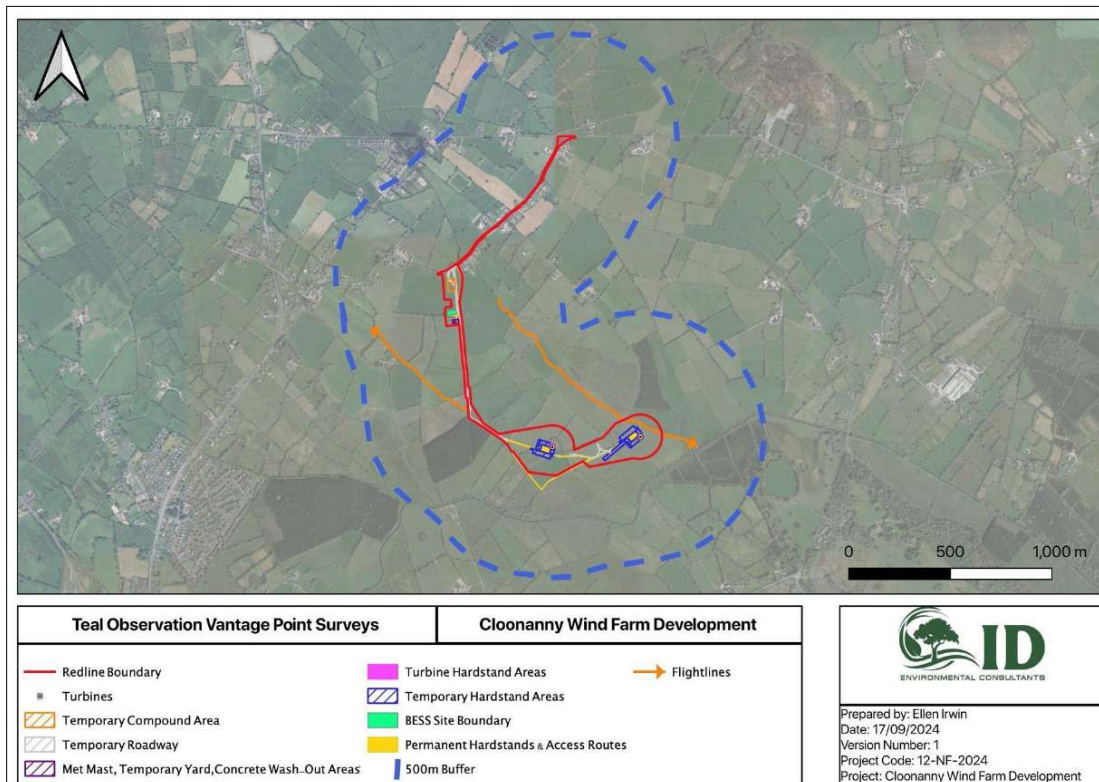 0 500 1,000 m
Teal Observation Vantage Point Surveys
Cloonanny Wind Farm Development
Redline Boundary
Turbines
Temporary Compound Area
Temporary Roadway
Met Mast, Temporary Yard,Concrete Wash-Out Areas
Turbine Hardstand Areas
Temporary Hardstand Areas
BESS Site Boundary
Permanent Hardstands & Access Routes
500m Buffer
Flightlines
ID
ENVIRONMENTAL CONSULTANTS
Prepared by: Ellen Irwin
Date: 17/09/2024
Version Number: 1
Project Code: 12-NF-2024
Project: Cloonanny Wind Farm Development